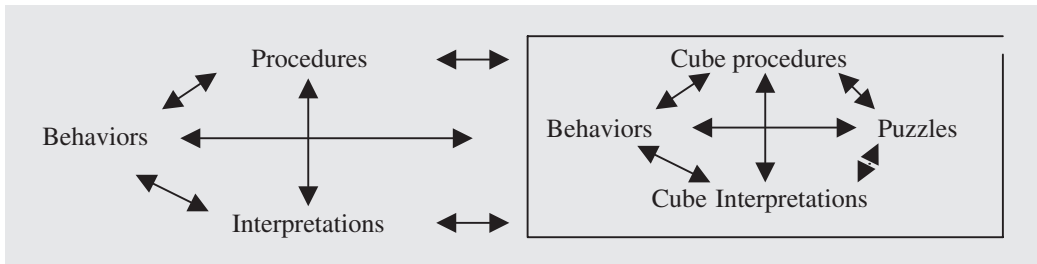 Procedures
Cube procedures
Behaviors
Behaviors
Puzzles
Cube Interpretations
Interpretations